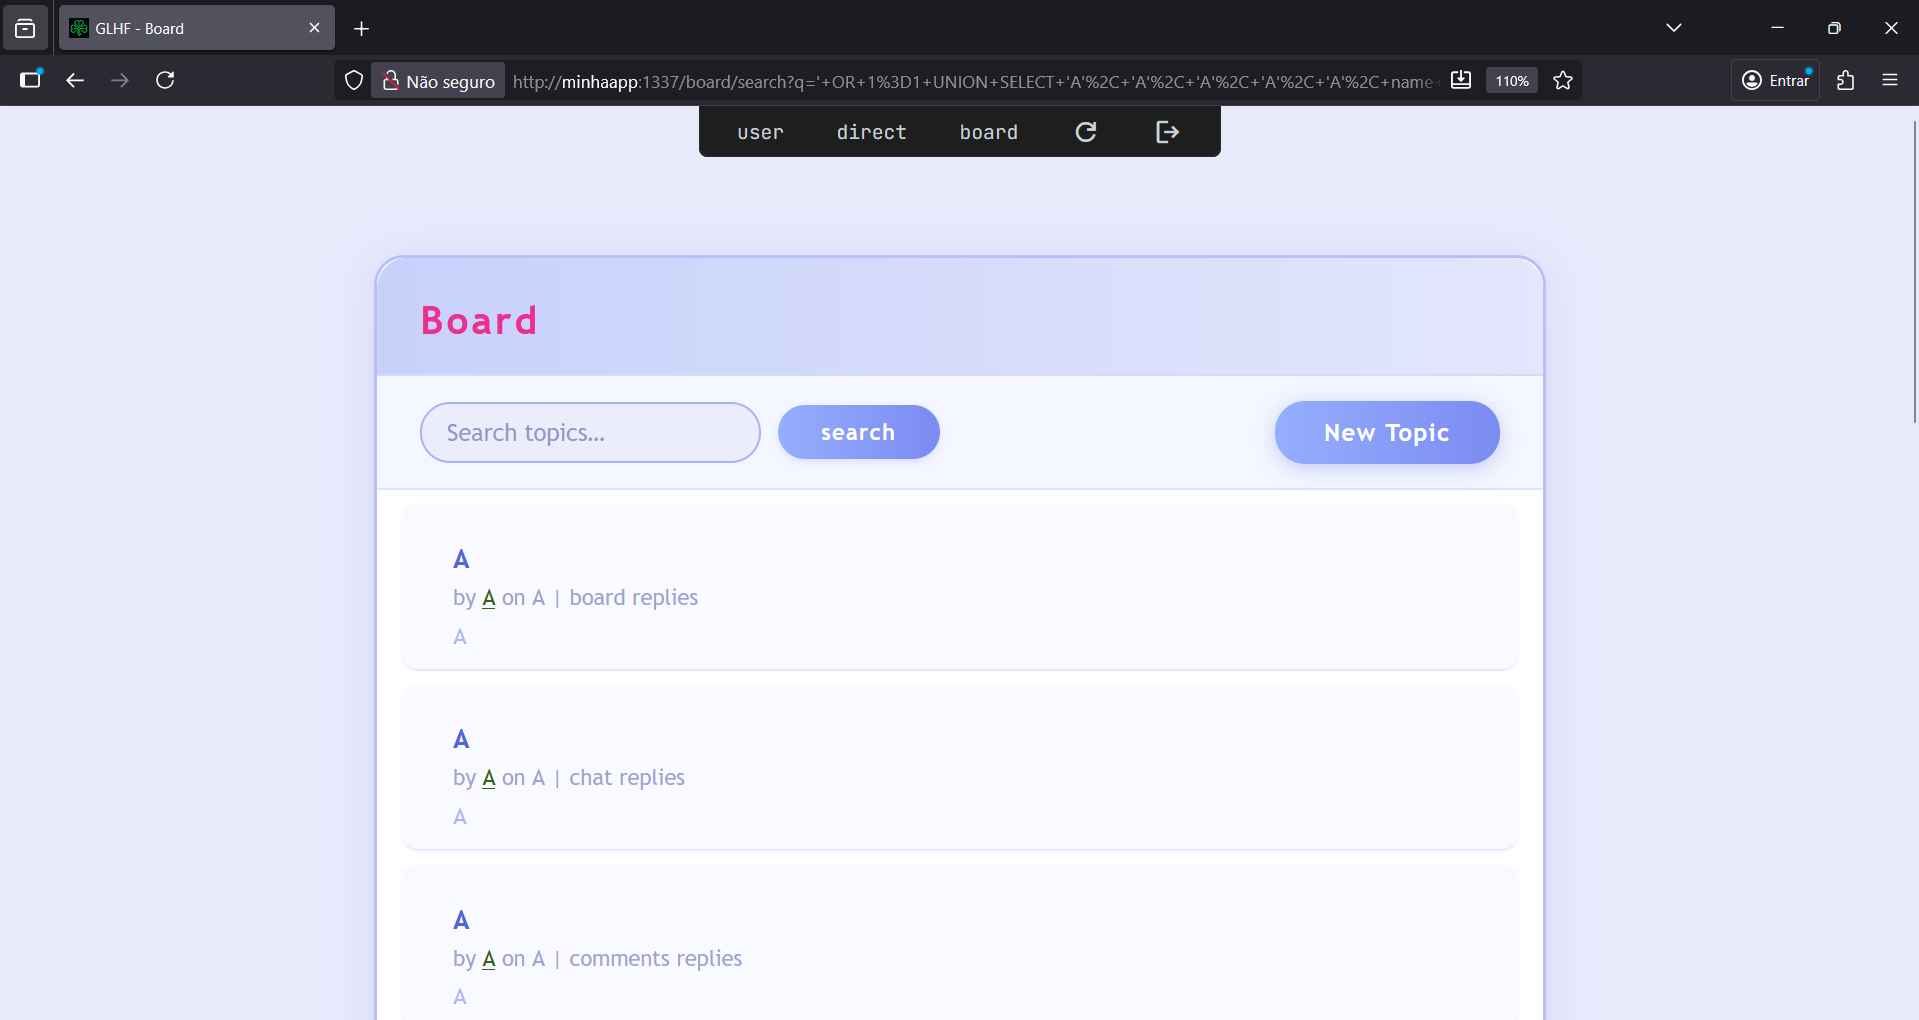 GLHF - Board
Não seguro
http://minhaapp:1337/board/search?q='+OR+1%3D1+UNION+SELECT+'A'%2C+'A'%2C+'A'%2C+'A'%2C+'A'%2C+name+
110%
Entrar
user direct board
Board
Search topics...
search
New Topic
A
by A on A | board replies
A
A
by A on A | chat replies
A
A
by A on A | comments replies
A